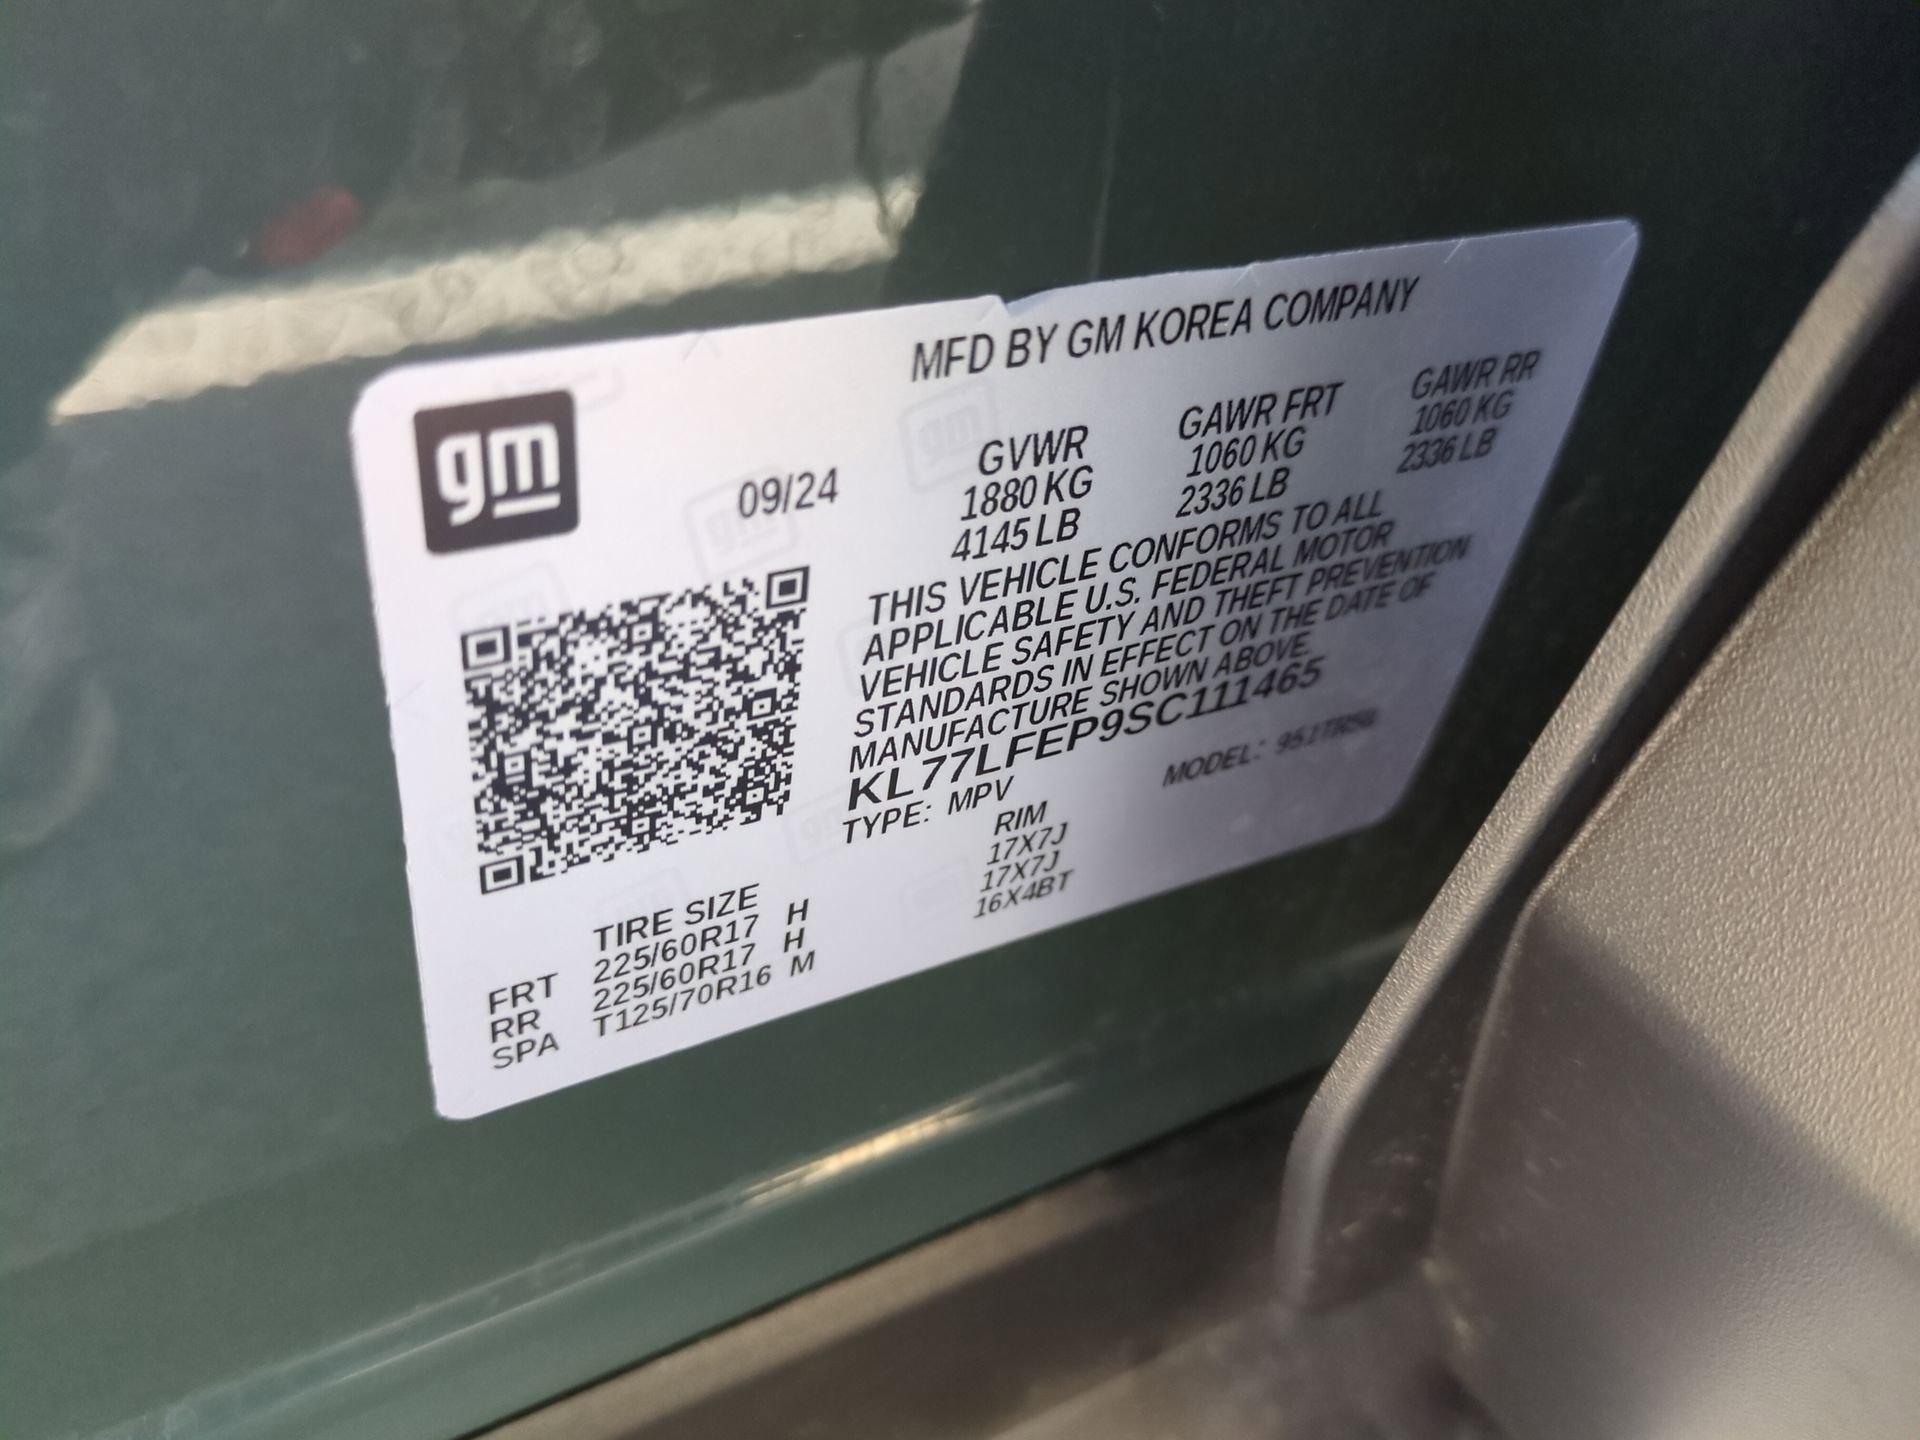 MFD BY GM KOREA COMPANY
gm
09/24
GVWR GAWR FRT GAWR RR
1880 KG 1060 KG 1060 KG
4145 LB 2336 LB 2336 LB
THIS VEHICLE CONFORMS TO ALL
APPLICABLE U.S. FEDERAL MOTOR
VEHICLE SAFETY AND THEFT PREVENTION
STANDARDS IN EFFECT ON THE DATE OF
MANUFACTURE SHOWN ABOVE.
KL77LFEP9SC111465
TYPE: MPV MODEL:
TIRE SIZE RIM
FRT 225/60R17 H 17X7J
RR 225/60R17 H 17X7J
SPA T125/70R16 M 16X4BT